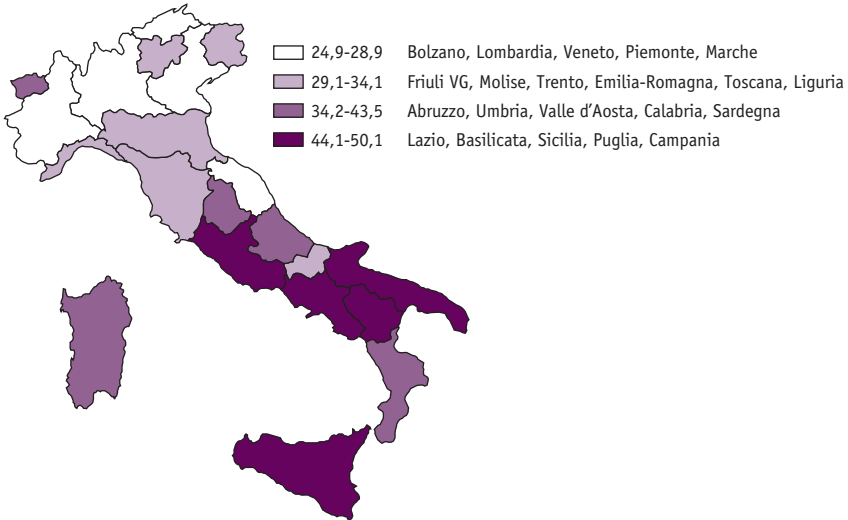 24,9-28,9 Bolzano, Lombardia, Veneto, Piemonte, Marche
29,1-34,1 Friuli VG, Molise, Trento, Emilia-Romagna, Toscana, Liguria
34,2-43,5 Abruzzo, Umbria, Valle d'Aosta, Calabria, Sardegna
44,1-50,1 Lazio, Basilicata, Sicilia, Puglia, Campania